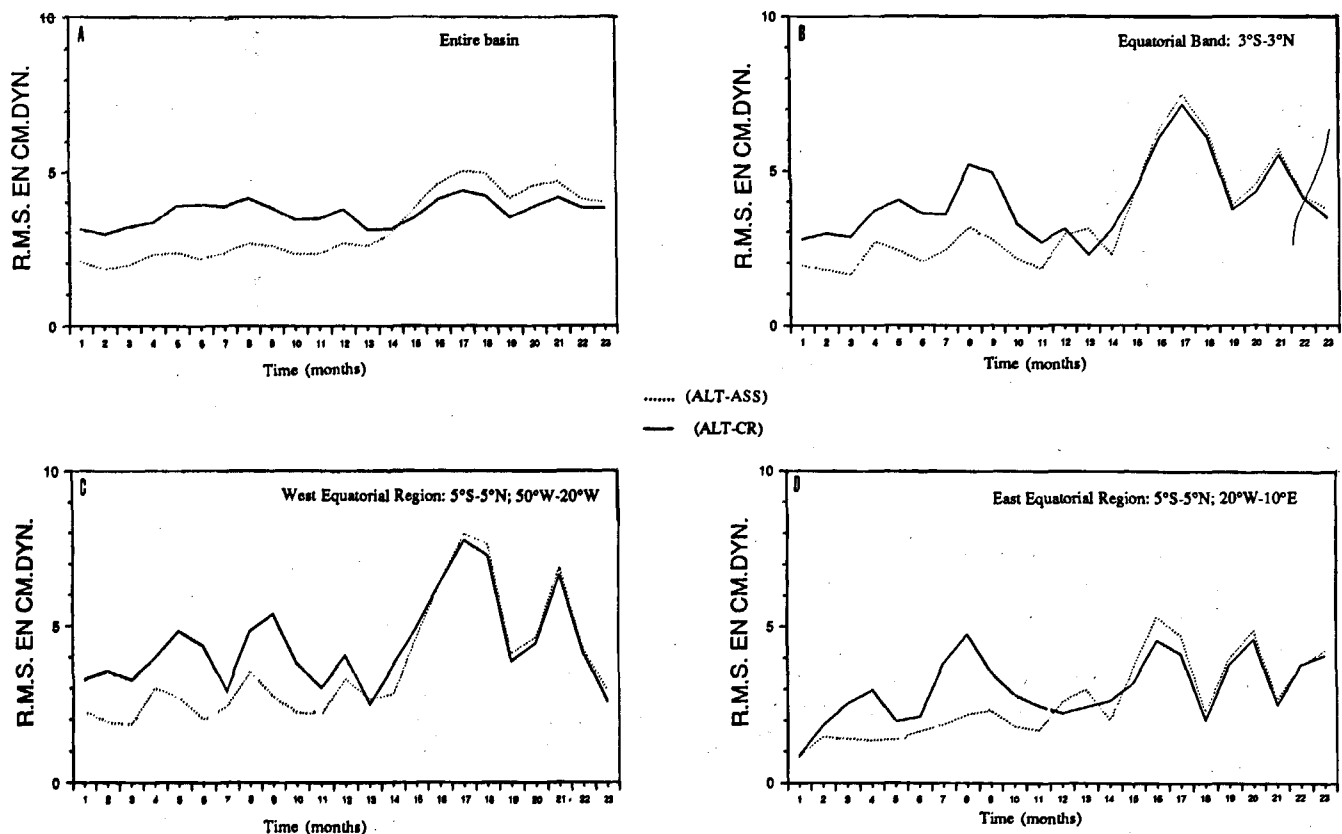 10
A
Entire basin
R.M.S. EN CM.DYN.
5
0
1 2 3 4 5 6 7 8 9 10 11 12 13 14 15 16 17 18 19 20 21 22 23
Time (months)
10
B
Equatorial Band: 3°S-3°N
R.M.S. EN CM.DYN.
5
0
1 2 3 4 5 6 7 8 9 10 11 12 13 14 15 16 17 18 19 20 21 22 23
Time (months)
(ALT-ASS)
(ALT-CR)
10
C
West Equatorial Region: 5°S-5°N; 50°W-20°W
R.M.S. EN CM.DYN.
5
0
1 2 3 4 5 6 7 8 9 10 11 12 13 14 15 16 17 18 19 20 21 22 23
Time (months)
10
D
East Equatorial Region: 5°S-5°N; 20°W-10°E
R.M.S. EN CM.DYN.
5
0
1 2 3 4 5 6 7 8 9 10 11 12 13 14 15 16 17 18 19 20 21 22 23
Time (months)